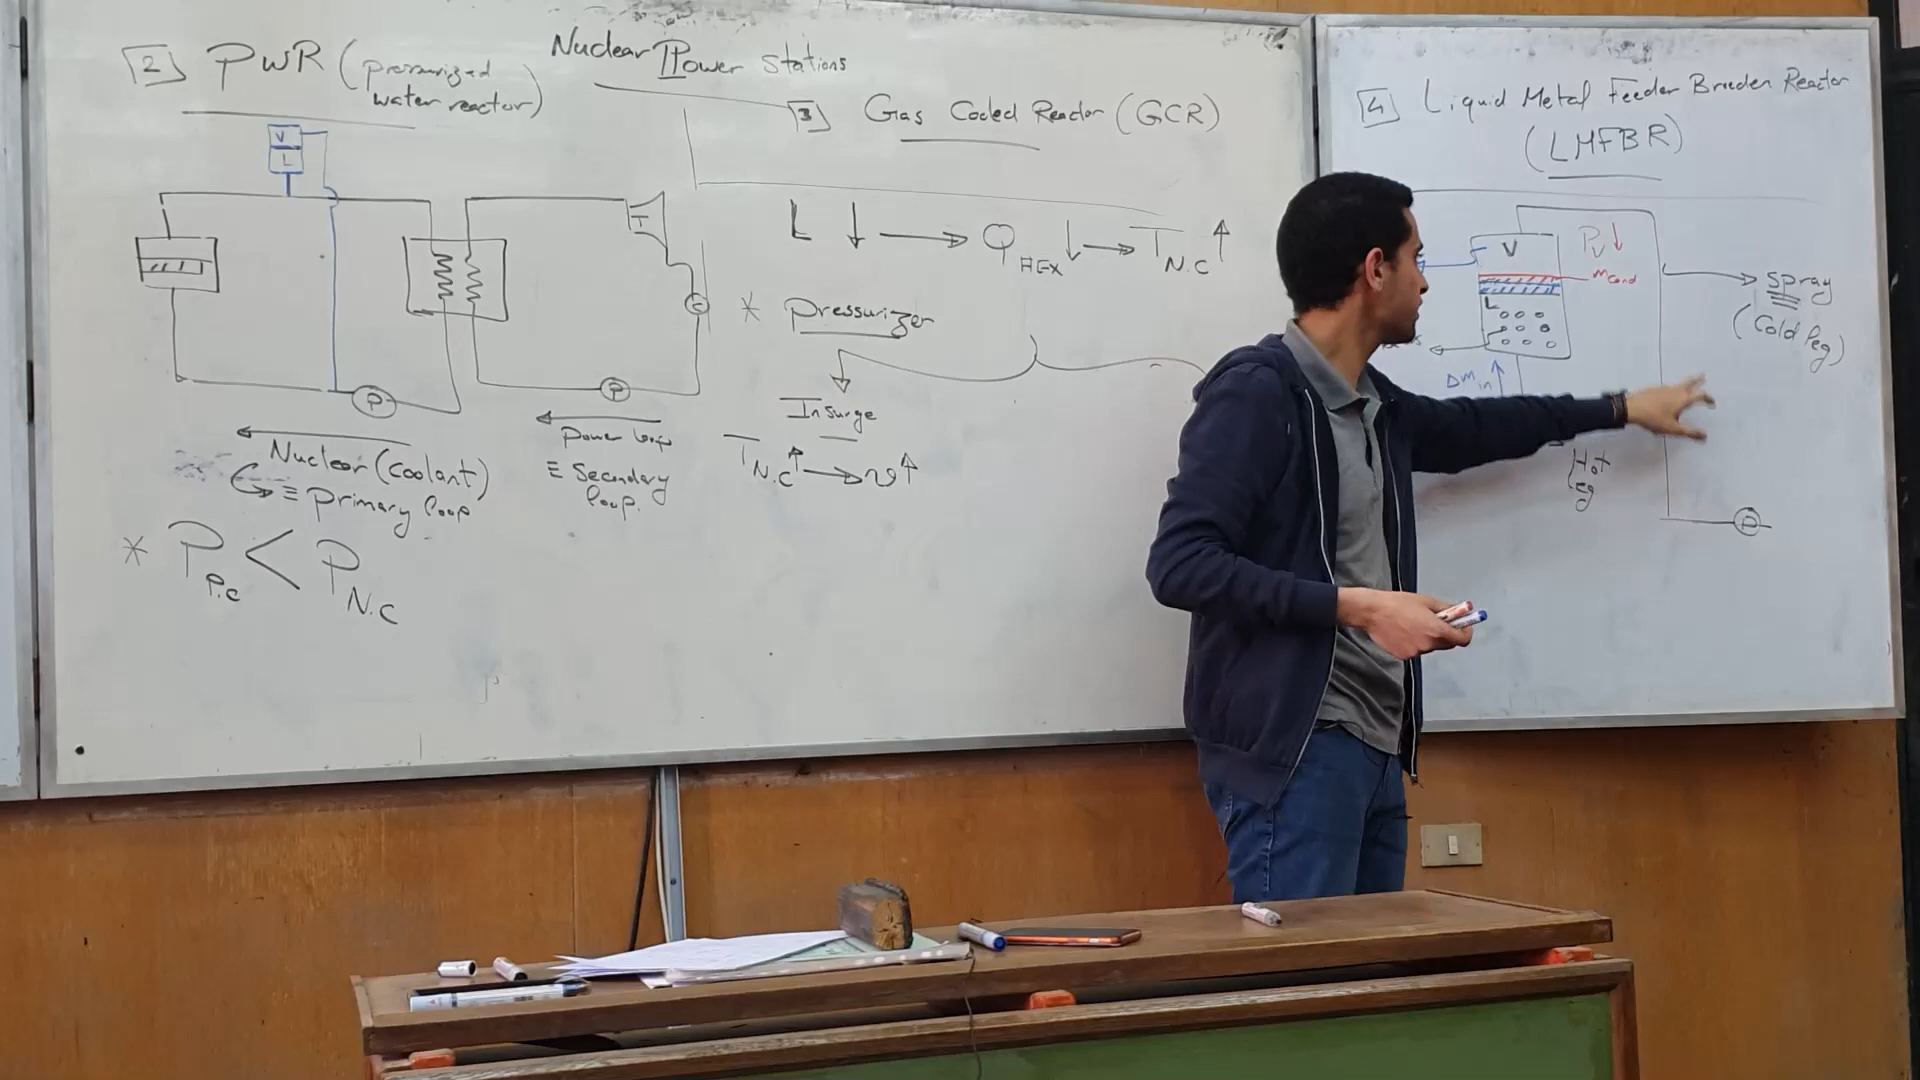 Nuclear Power Stations
2 PWR (pressurized
water reactor)
V
L
T
C
P
P
Nuclear (coolant)
≡ primary loop
power loop
≡ Secondary
loop.
* P P.C < P N.C
3 Gas Cooled Reactor (GCR)
L ↓ → Q HEX ↓ → T N.C ↑
* Pressurizer
Insurge
T N.C ↑ → v ↑
4 Liquid Metal Feeder Breeder Reactor
(LMFBR)
V
Pv ↓
mcond
L
Δm in
spray
(Cold leg)
Hot
leg
P